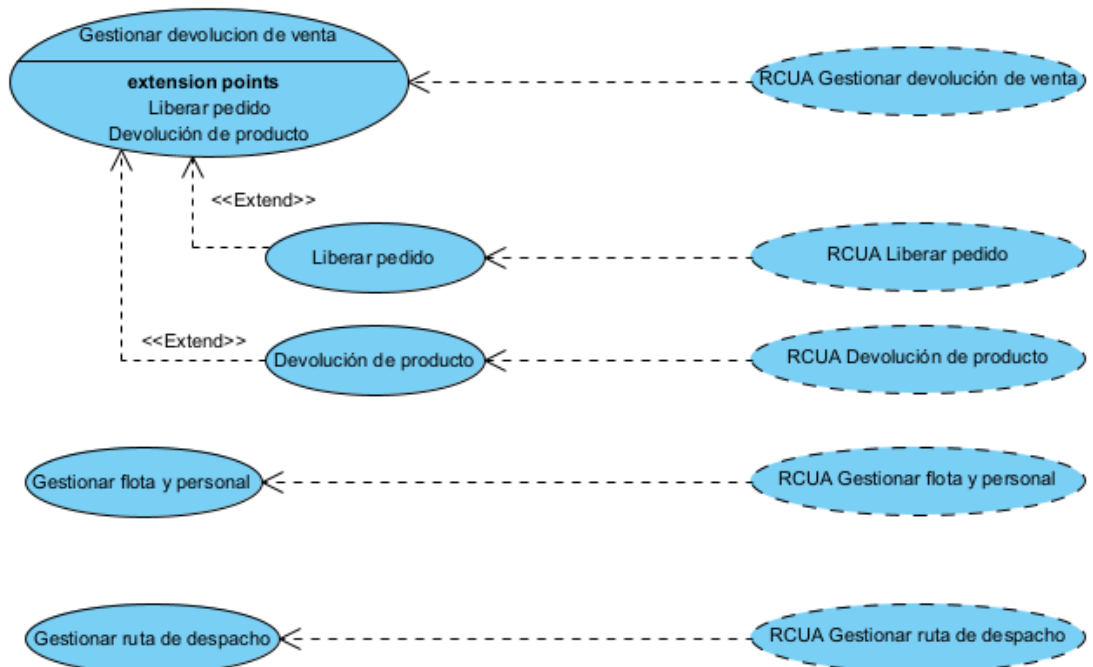 Gestionar devolucion de venta
extension points
Liberar pedido
Devolución de producto
RCUA Gestionar devolución de venta
<<Extend>>
Liberar pedido
RCUA Liberar pedido
<<Extend>>
Devolución de producto
RCUA Devolución de producto
Gestionar flota y personal
RCUA Gestionar flota y personal
Gestionar ruta de despacho
RCUA Gestionar ruta de despacho